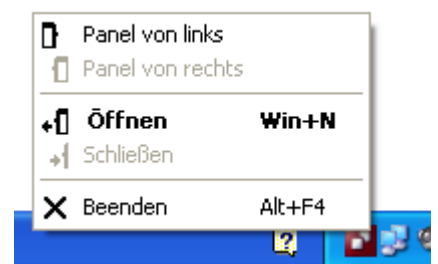 Panel von links
Panel von rechts
Öffnen Win+N
Schließen
Beenden Alt+F4
?